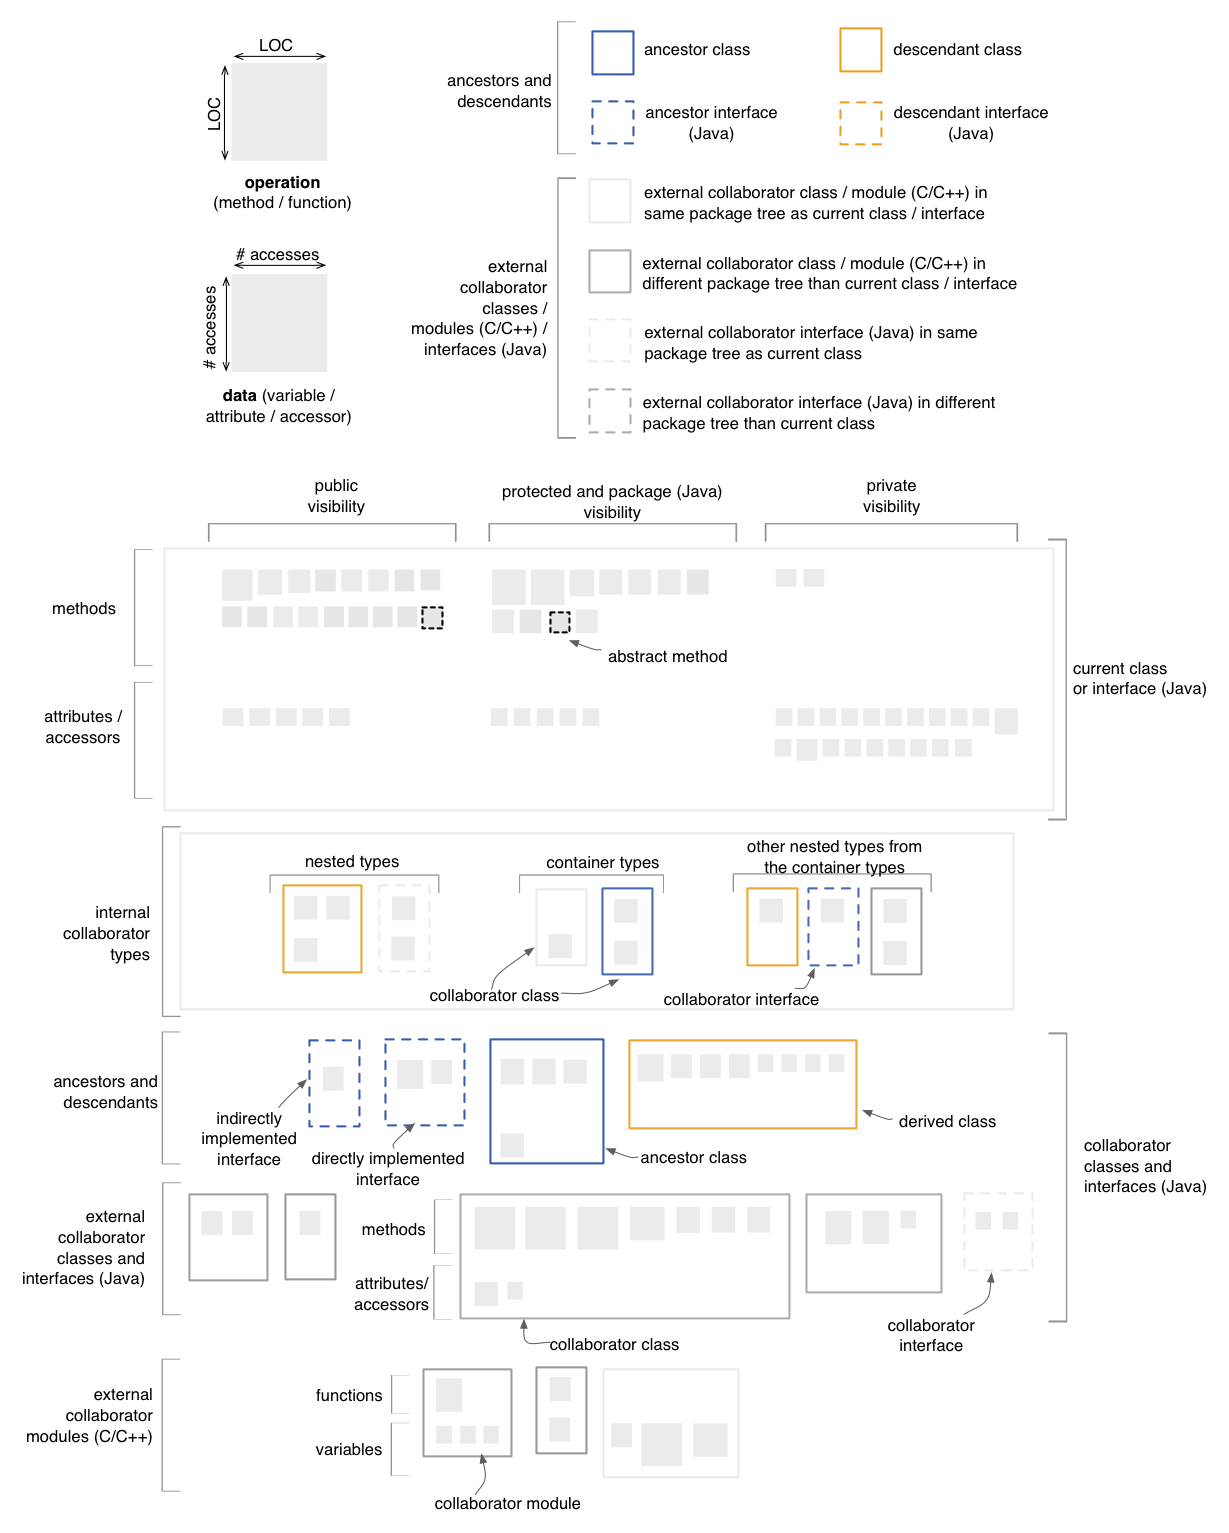 LOC
LOC
operation
(method / function)
# accesses
# accesses
data (variable /
attribute / accessor)
ancestors and
descendants
ancestor class
descendant class
ancestor interface
(Java)
descendant interface
(Java)
external
collaborator
classes /
modules (C/C++) /
interfaces (Java)
external collaborator class / module (C/C++) in
same package tree as current class / interface
external collaborator class / module (C/C++) in
different package tree than current class / interface
external collaborator interface (Java) in same
package tree as current class
external collaborator interface (Java) in different
package tree than current class
public
visibility
protected and package (Java)
visibility
private
visibility
methods
abstract method
attributes /
accessors
current class
or interface (Java)
internal
collaborator
types
nested types
container types
other nested types from
the container types
collaborator class
collaborator interface
ancestors and
descendants
indirectly
implemented
interface
directly implemented
interface
ancestor class
derived class
collaborator
classes and
interfaces (Java)
external
collaborator
classes and
interfaces (Java)
methods
attributes/
accessors
collaborator class
collaborator
interface
external
collaborator
modules (C/C++)
functions
variables
collaborator module